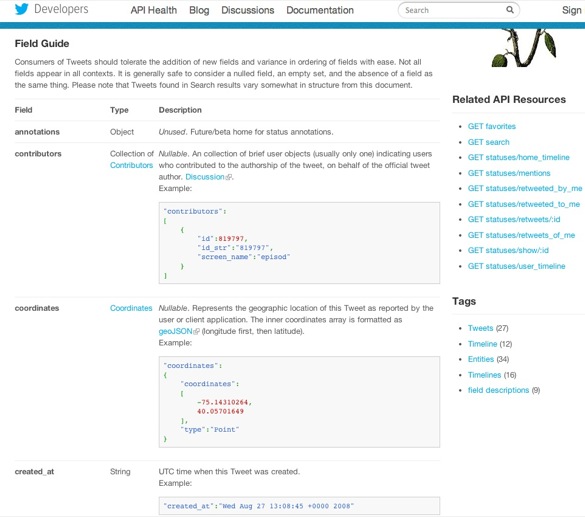 Developers
API Health Blog Discussions Documentation
Search
Sign
Field Guide
Consumers of Tweets should tolerate the addition of new fields and variance in ordering of fields with ease. Not all
fields appear in all contexts. It is generally safe to consider a nulled field, an empty set, and the absence of a field as
the same thing. Please note that Tweets found in Search results vary somewhat in structure from this document.
Field Type Description
annotations Object Unused. Future/beta home for status annotations.
contributors Collection of Nullable. An collection of brief user objects (usually only one) indicating users
Contributors who contributed to the authorship of the tweet, on behalf of the official tweet
author. Discussion.
Example:
"contributors":
[
{
"id":819797,
"id_str":"819797",
"screen_name":"episod"
}
]
coordinates Coordinates Nullable. Represents the geographic location of this Tweet as reported by the
user or client application. The inner coordinates array is formatted as
geoJSON (longitude first, then latitude).
Example:
"coordinates":
{
"coordinates":
[
-75.14310264,
40.05701649
],
"type":"Point"
}
created_at String UTC time when this Tweet was created.
Example:
"created_at":"Wed Aug 27 13:08:45 +0000 2008"
Related API Resources
GET favorites
GET search
GET statuses/home_timeline
GET statuses/mentions
GET statuses/retweeted_by_me
GET statuses/retweeted_to_me
GET statuses/retweets/:id
GET statuses/retweets_of_me
GET statuses/show/:id
GET statuses/user_timeline
Tags
Tweets (27)
Timeline (12)
Entities (34)
Timelines (16)
field descriptions (9)